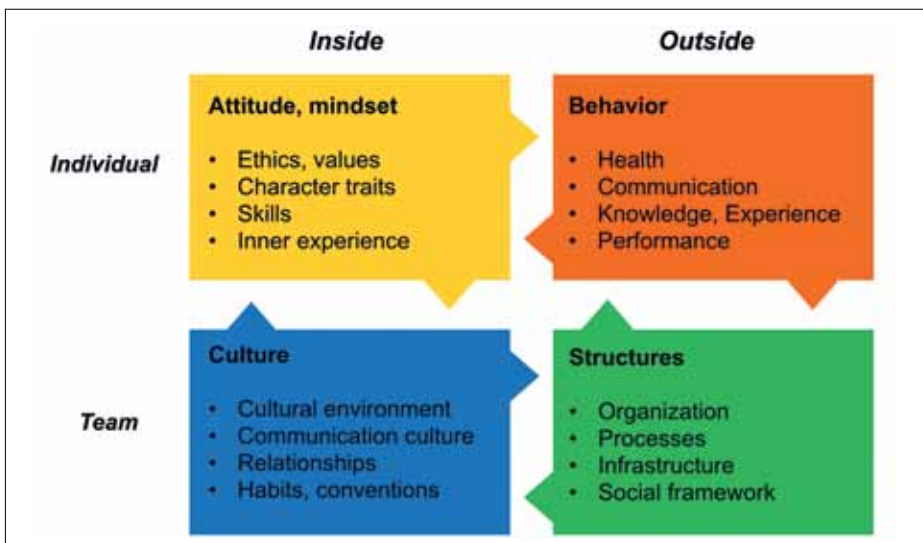 Inside
Outside
Individual
Attitude, mindset
• Ethics, values
• Character traits
• Skills
• Inner experience
Behavior
• Health
• Communication
• Knowledge, Experience
• Performance
Team
Culture
• Cultural environment
• Communication culture
• Relationships
• Habits, conventions
Structures
• Organization
• Processes
• Infrastructure
• Social framework